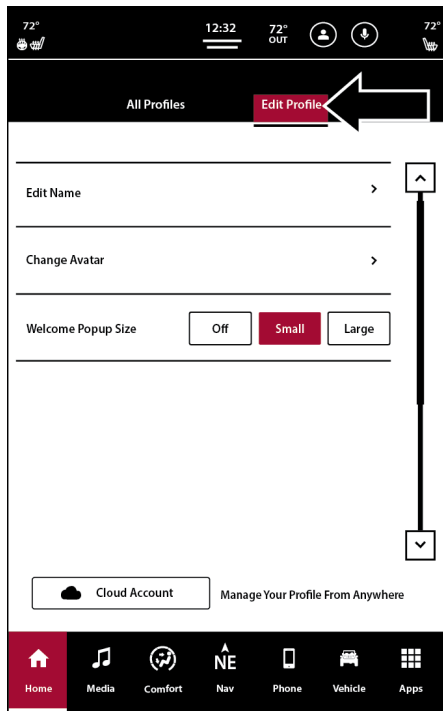 72° 12:32 72° 72°
OUT
All Profiles Edit Profile
Edit Name
Change Avatar
Welcome Popup Size Off Small Large
Cloud Account Manage Your Profile From Anywhere
NE
Home Media Comfort Nav Phone Vehicle Apps